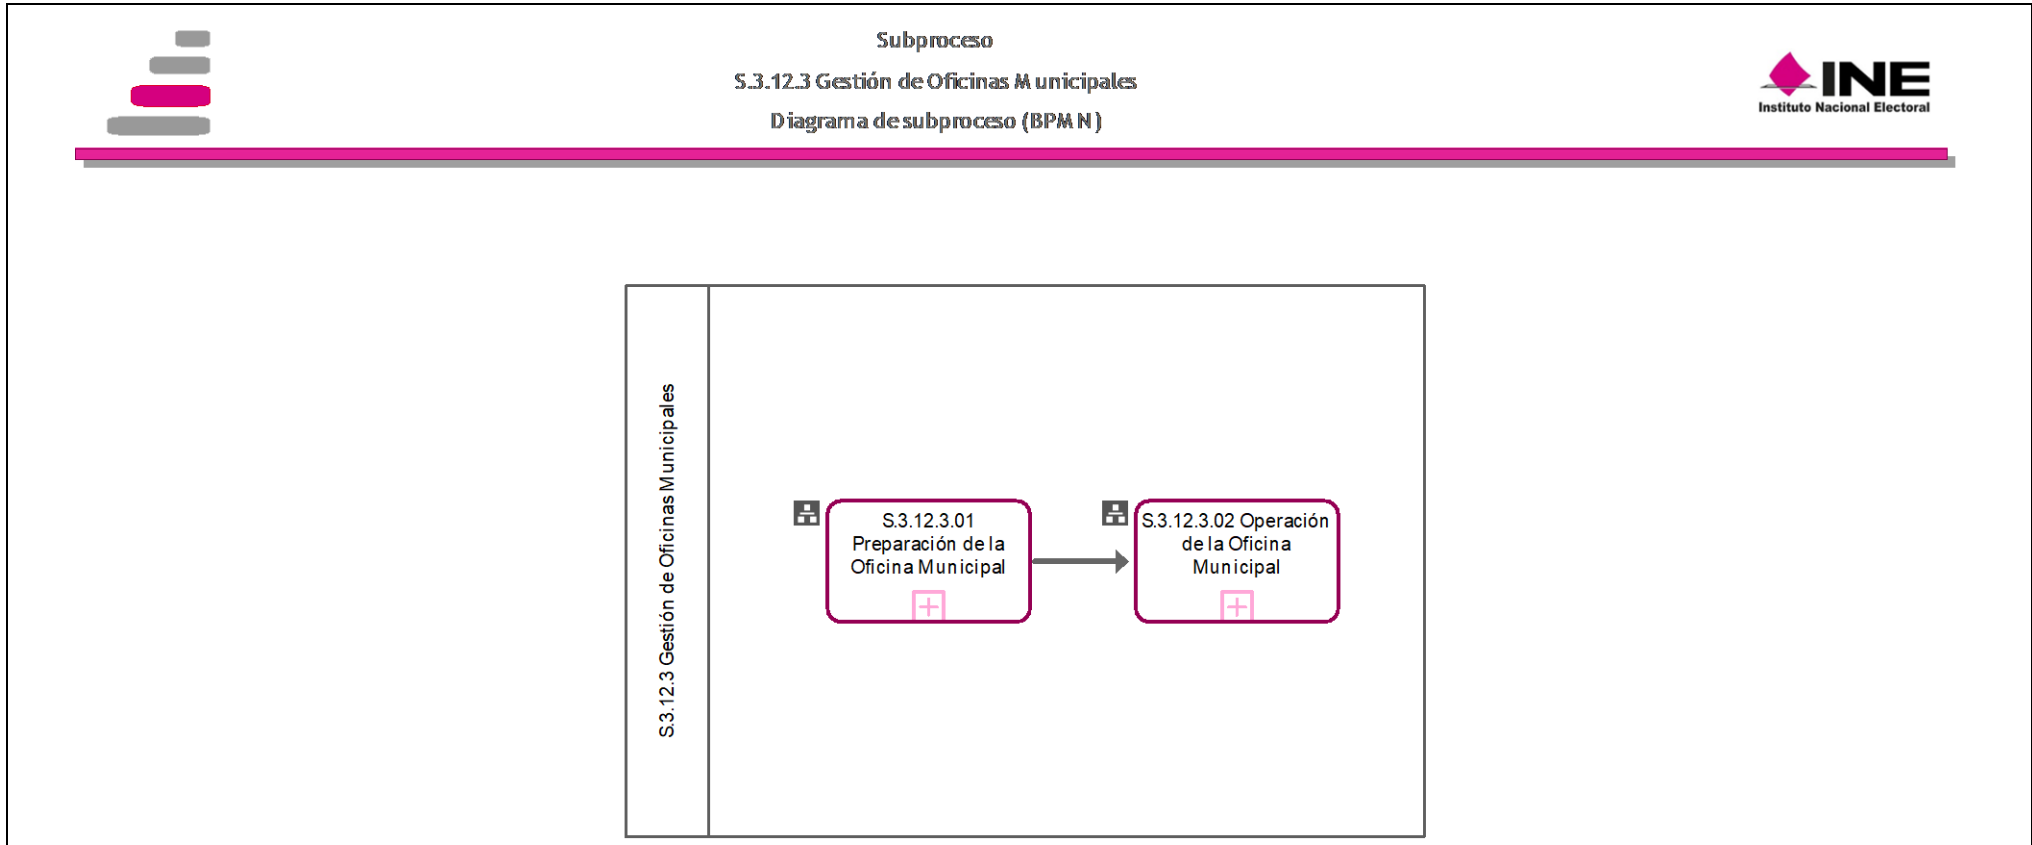 Subproceso
S.3.12.3 Gestión de Oficinas Municipales
Diagrama de subproceso (BPMN)
INE
Instituto Nacional Electoral
S.3.12.3 Gestión de Oficinas Municipales
S.3.12.3.01
Preparación de la
Oficina Municipal
S.3.12.3.02 Operación
de la Oficina
Municipal